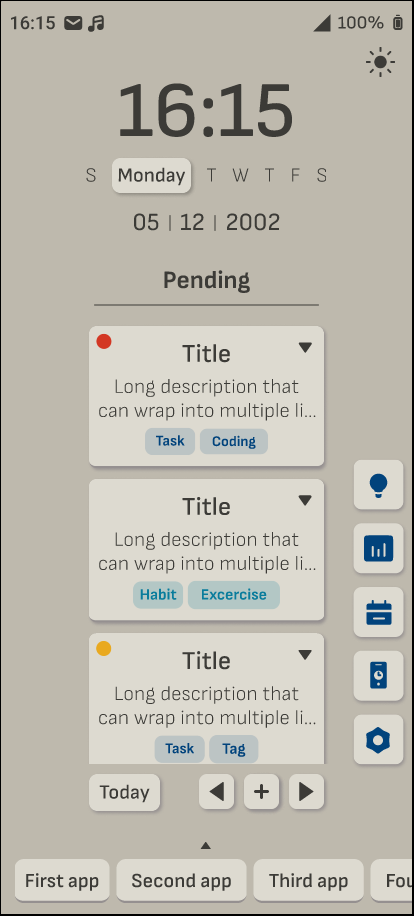 16:15 100%
16:15
S Monday T W T F S
05 | 12 | 2002
Pending
Title
Long description that
can wrap into multiple li...
Task Coding
Title
Long description that
can wrap into multiple li...
Habit Excercise
Title
Long description that
can wrap into multiple li...
Task Tag
Today
First app Second app Third app Fou